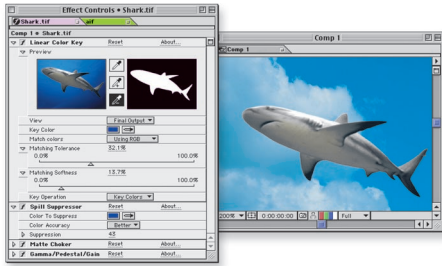 Effect Controls • Shark.tif
Shark.tif
aif
Comp 1 • Shark.tif
Linear Color Key Reset About...
Preview
View Final Output
Key Color
Match colors Using RGB
Matching Tolerance 32.1%
0.0% 100.0%
Matching Softness 13.7%
0.0% 100.0%
Key Operation Key Colors
Spill Suppressor Reset About...
Color To Suppress
Color Accuracy Better
Suppression 43
Matte Choker Reset About...
Gamma/Pedestal/Gain Reset About...
Comp 1
Comp 1
200% 0:00:00:00 Full